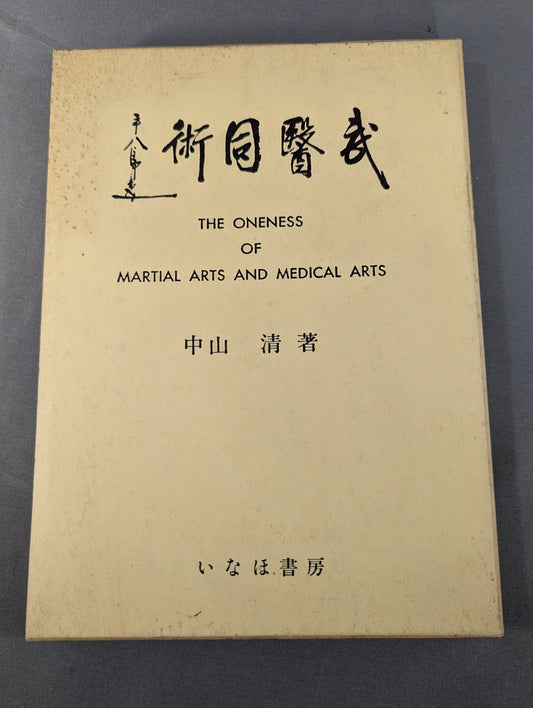 武醫同術
THE ONENESS
OF
MARTIAL ARTS AND MEDICAL ARTS
中山 清著
いなほ書房